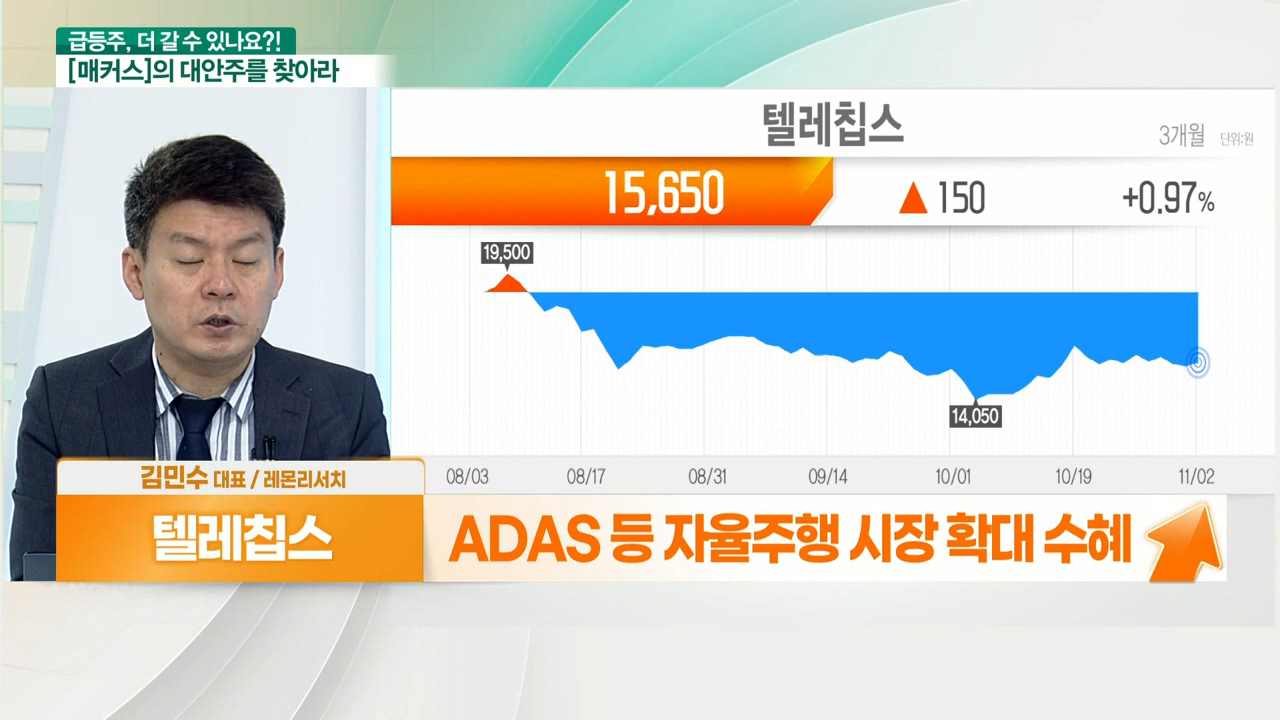 급등주, 더 갈 수 있나요?!
[매커스]의 대안주를 찾아라
텔레칩스
3개월 단위:원
15,650 ▲150 +0.97%
19,500
14,050
08/03 08/17 08/31 09/14 10/01 10/19 11/02
김민수 대표 / 레몬리서치
텔레칩스
ADAS 등 자율주행 시장 확대 수혜